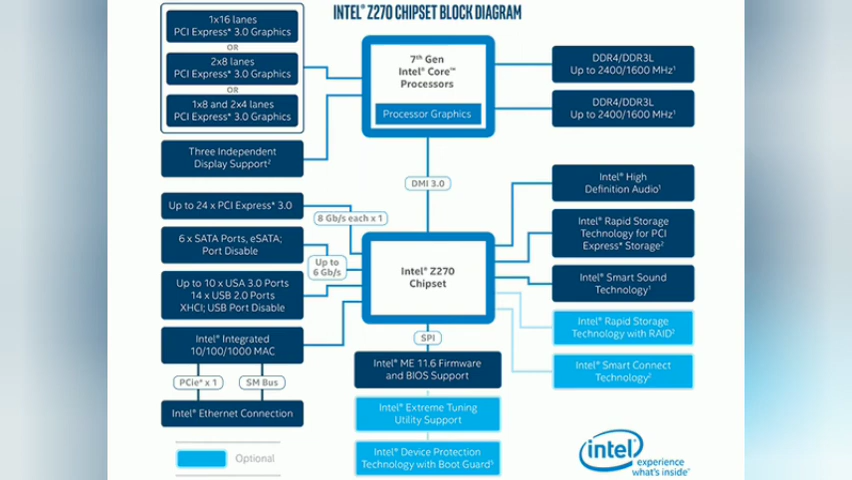 INTEL® Z270 CHIPSET BLOCK DIAGRAM
1x16 lanes
PCI Express* 3.0 Graphics
OR
2x8 lanes
PCI Express* 3.0 Graphics
OR
1x8 and 2x4 lanes
PCI Express* 3.0 Graphics
Three Independent
Display Support²
7th Gen
Intel® Core™
Processors
Processor Graphics
DDR4/DDR3L
Up to 2400/1600 MHz¹
DDR4/DDR3L
Up to 2400/1600 MHz¹
DMI 3.0
Up to 24 x PCI Express* 3.0
8 Gb/s each x 1
6 x SATA Ports, eSATA;
Port Disable
Up to
6 Gb/s
Up to 10 x USA 3.0 Ports
14 x USB 2.0 Ports
XHCI; USB Port Disable
Intel® Integrated
10/100/1000 MAC
PCIe* x 1
SM Bus
Intel® Ethernet Connection
Optional
Intel® Z270
Chipset
SPI
Intel® ME 11.6 Firmware
and BIOS Support
Intel® Extreme Tuning
Utility Support
Intel® Device Protection
Technology with Boot Guard⁵
Intel® High
Definition Audio¹
Intel® Rapid Storage
Technology for PCI
Express* Storage²
Intel® Smart Sound
Technology¹
Intel® Rapid Storage
Technology with RAID²
Intel® Smart Connect
Technology²
intel®
experience
what's inside™